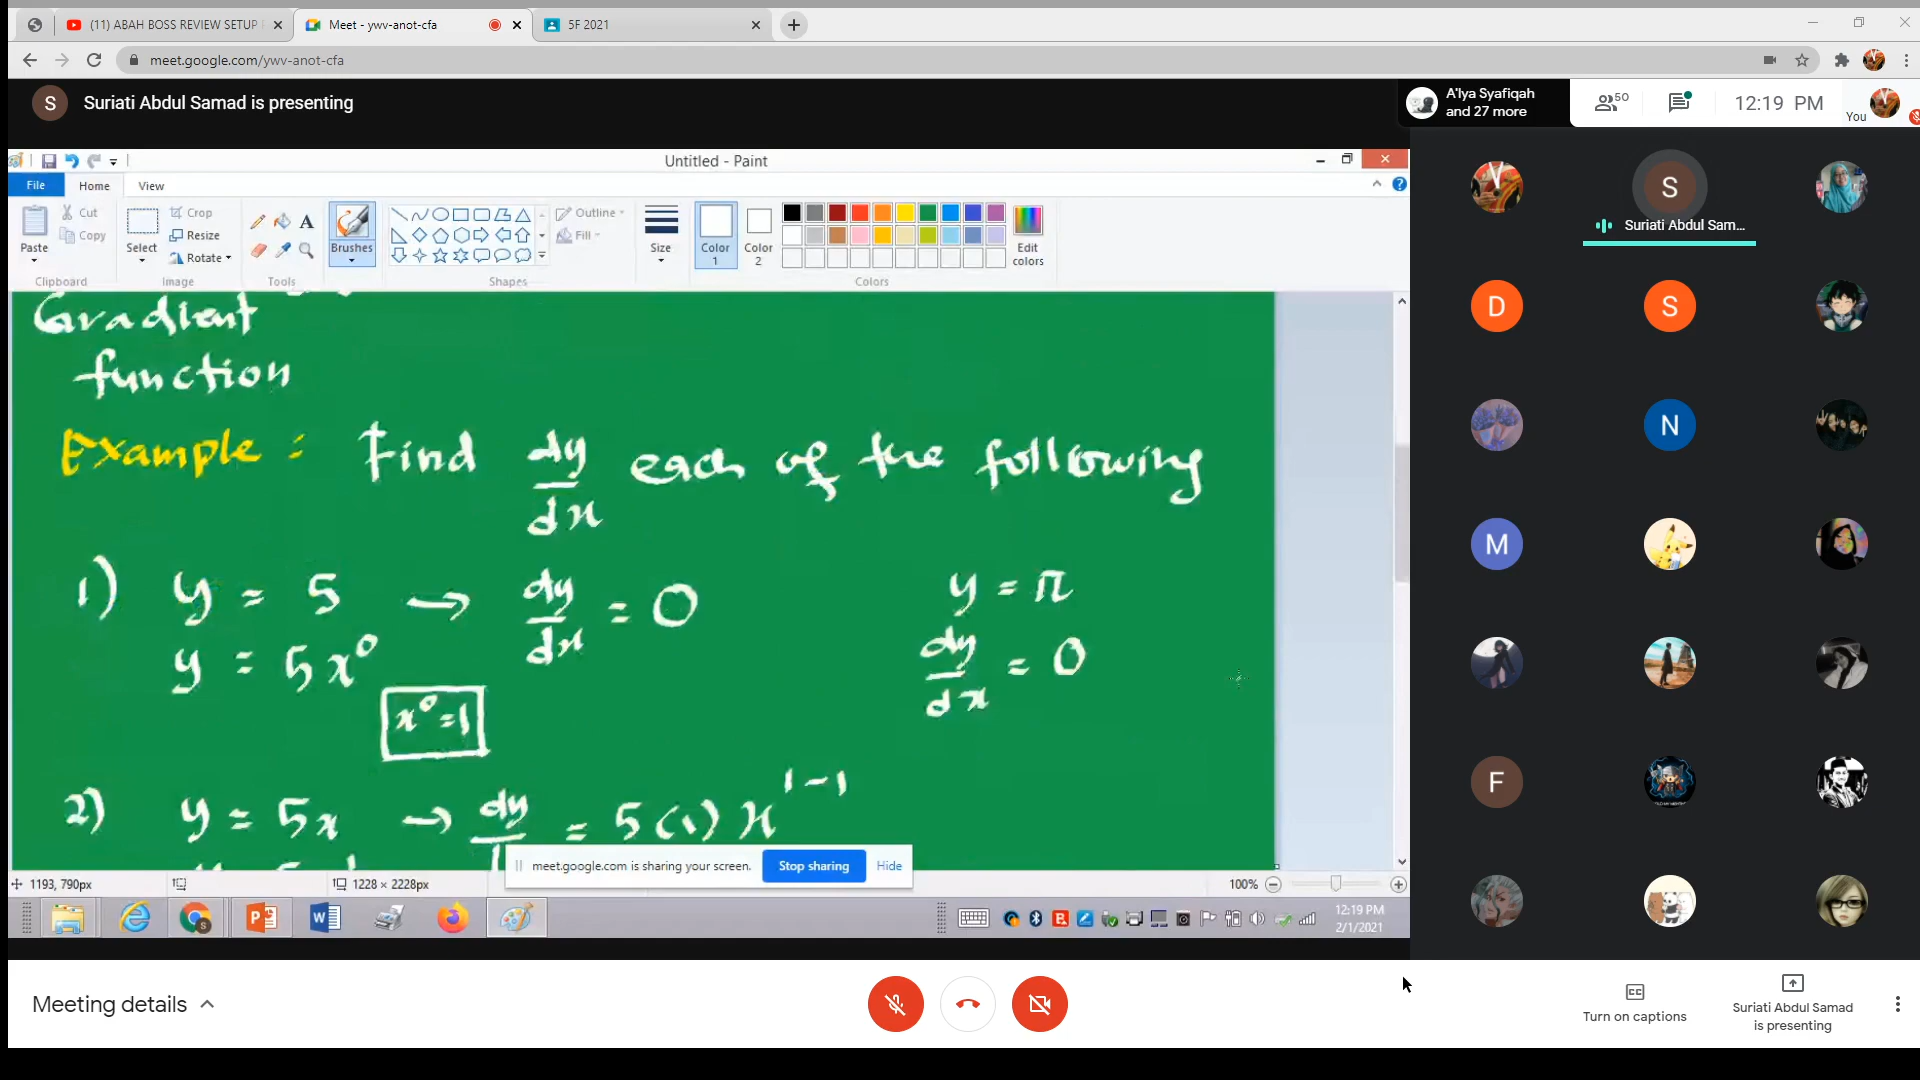 (11) ABAH BOSS REVIEW SETUP
Meet - ywv-anot-cfa
5F 2021
meet.google.com/ywv-anot-cfa
S
Suriati Abdul Samad is presenting
A'lya Syafiqah
and 27 more
50
12:19 PM
You
Untitled - Paint
File
Home
View
Paste
Cut
Copy
Clipboard
Select
Crop
Resize
Rotate
Image
A
Tools
Brushes
Shapes
Outline
Fill
Size
Color
1
Color
2
Edit
colors
Colors
Gradient
function
Example : Find dy/dx each of the following
1) y = 5 → dy/dx = 0
y = 5x⁰
x⁰=1
y = π
dy/dx = 0
2) y = 5x → dy = 5(1)x¹⁻¹
meet.google.com is sharing your screen.
Stop sharing
Hide
1193, 790px
1228 × 2228px
100%
12:19 PM
2/1/2021
S
Suriati Abdul Sam...
D
S
N
M
F
Meeting details
Turn on captions
Suriati Abdul Samad
is presenting